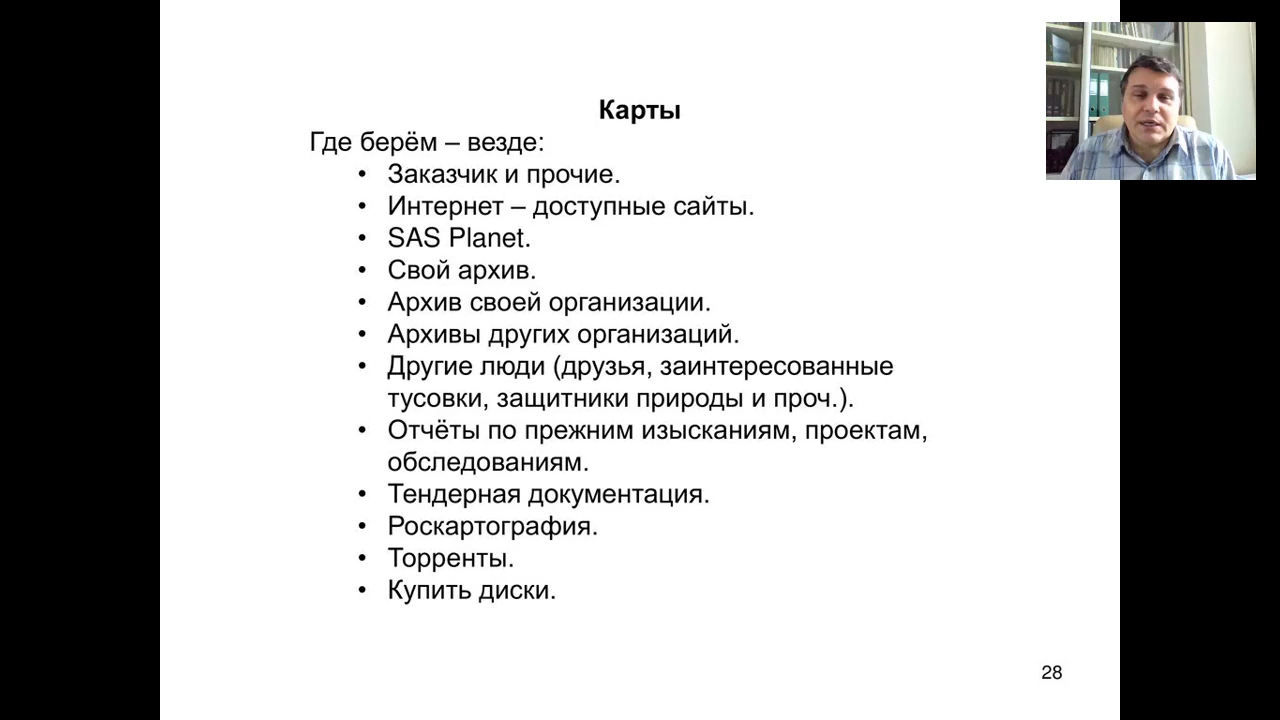 Карты
Где берём – везде:
• Заказчик и прочие.
• Интернет – доступные сайты.
• SAS Planet.
• Свой архив.
• Архив своей организации.
• Архивы других организаций.
• Другие люди (друзья, заинтересованные
тусовки, защитники природы и проч.).
• Отчёты по прежним изысканиям, проектам,
обследованиям.
• Тендерная документация.
• Роскартография.
• Торренты.
• Купить диски.
28